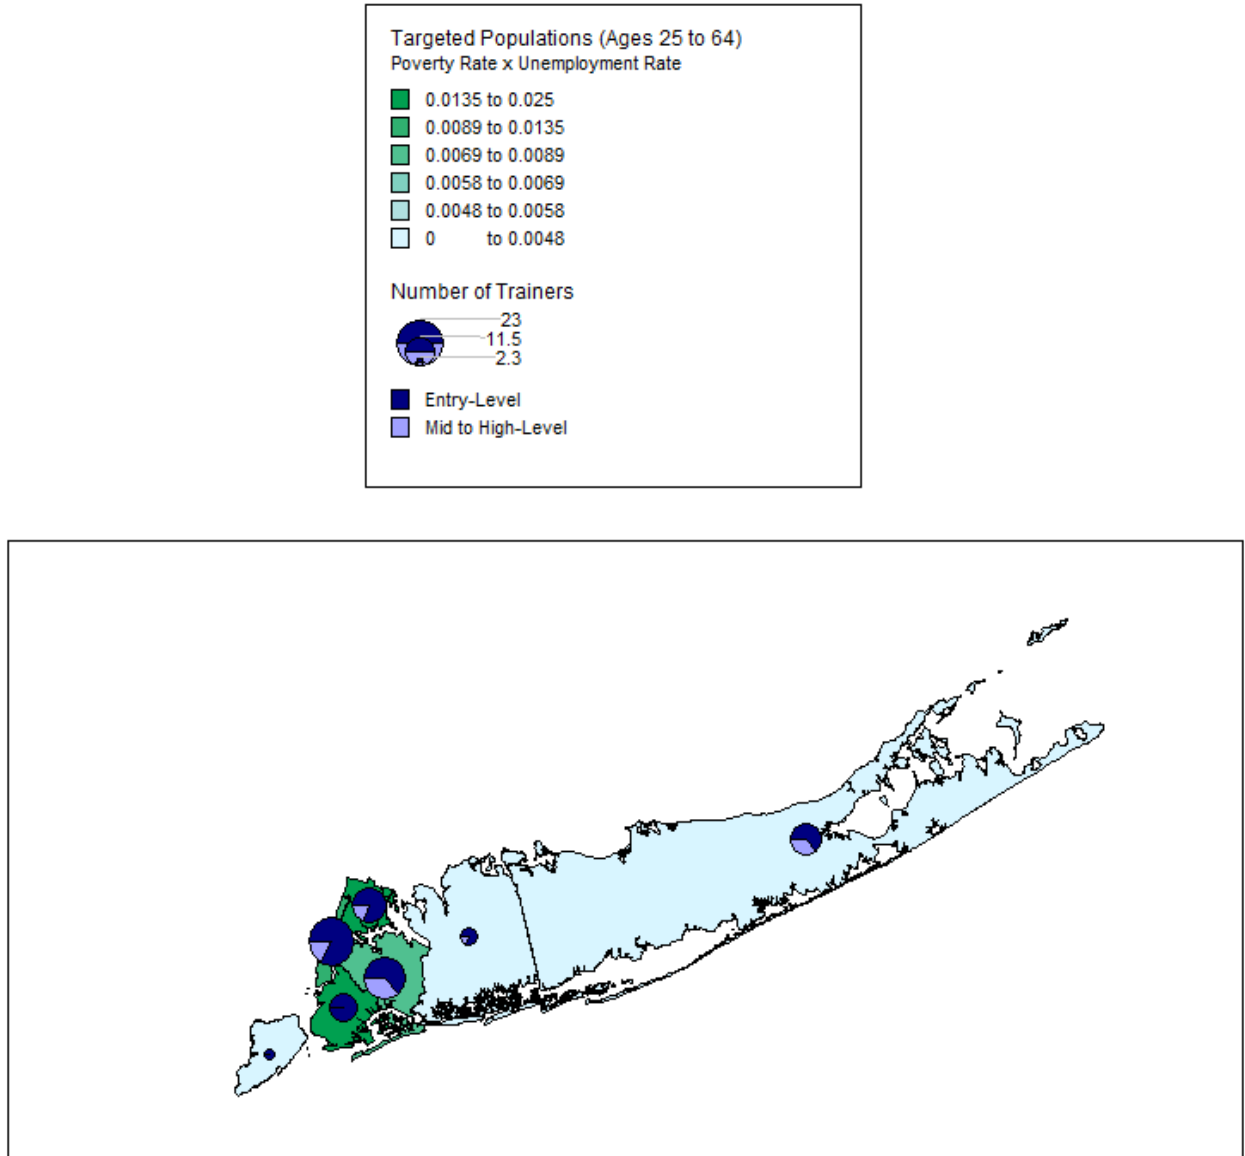 Targeted Populations (Ages 25 to 64)
Poverty Rate x Unemployment Rate
0.0135 to 0.025
0.0089 to 0.0135
0.0069 to 0.0089
0.0058 to 0.0069
0.0048 to 0.0058
0 to 0.0048
Number of Trainers
23
11.5
2.3
Entry-Level
Mid to High-Level